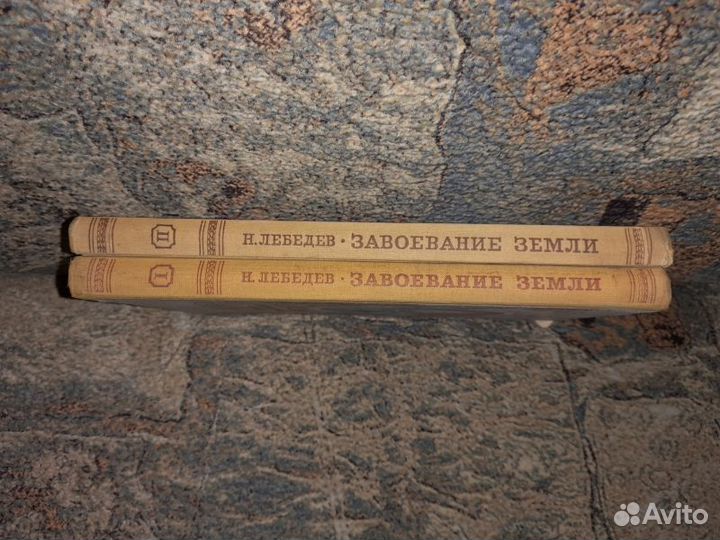 II Н. ЛЕБЕДЕВ · ЗАВОЕВАНИЕ ЗЕМЛИ
I Н. ЛЕБЕДЕВ · ЗАВОЕВАНИЕ ЗЕМЛИ
Avito